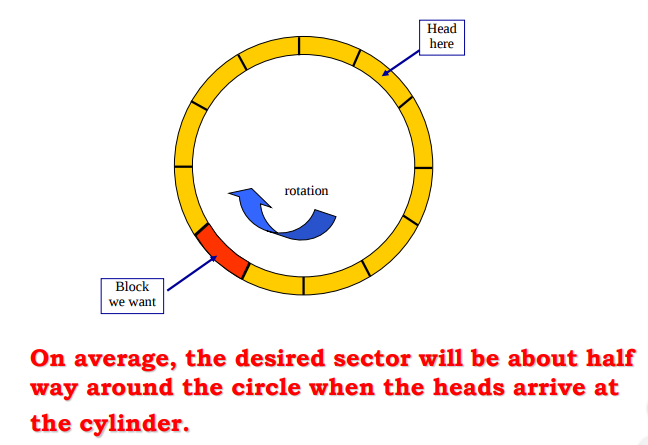 Head
here
rotation
Block
we want
On average, the desired sector will be about half
way around the circle when the heads arrive at
the cylinder.